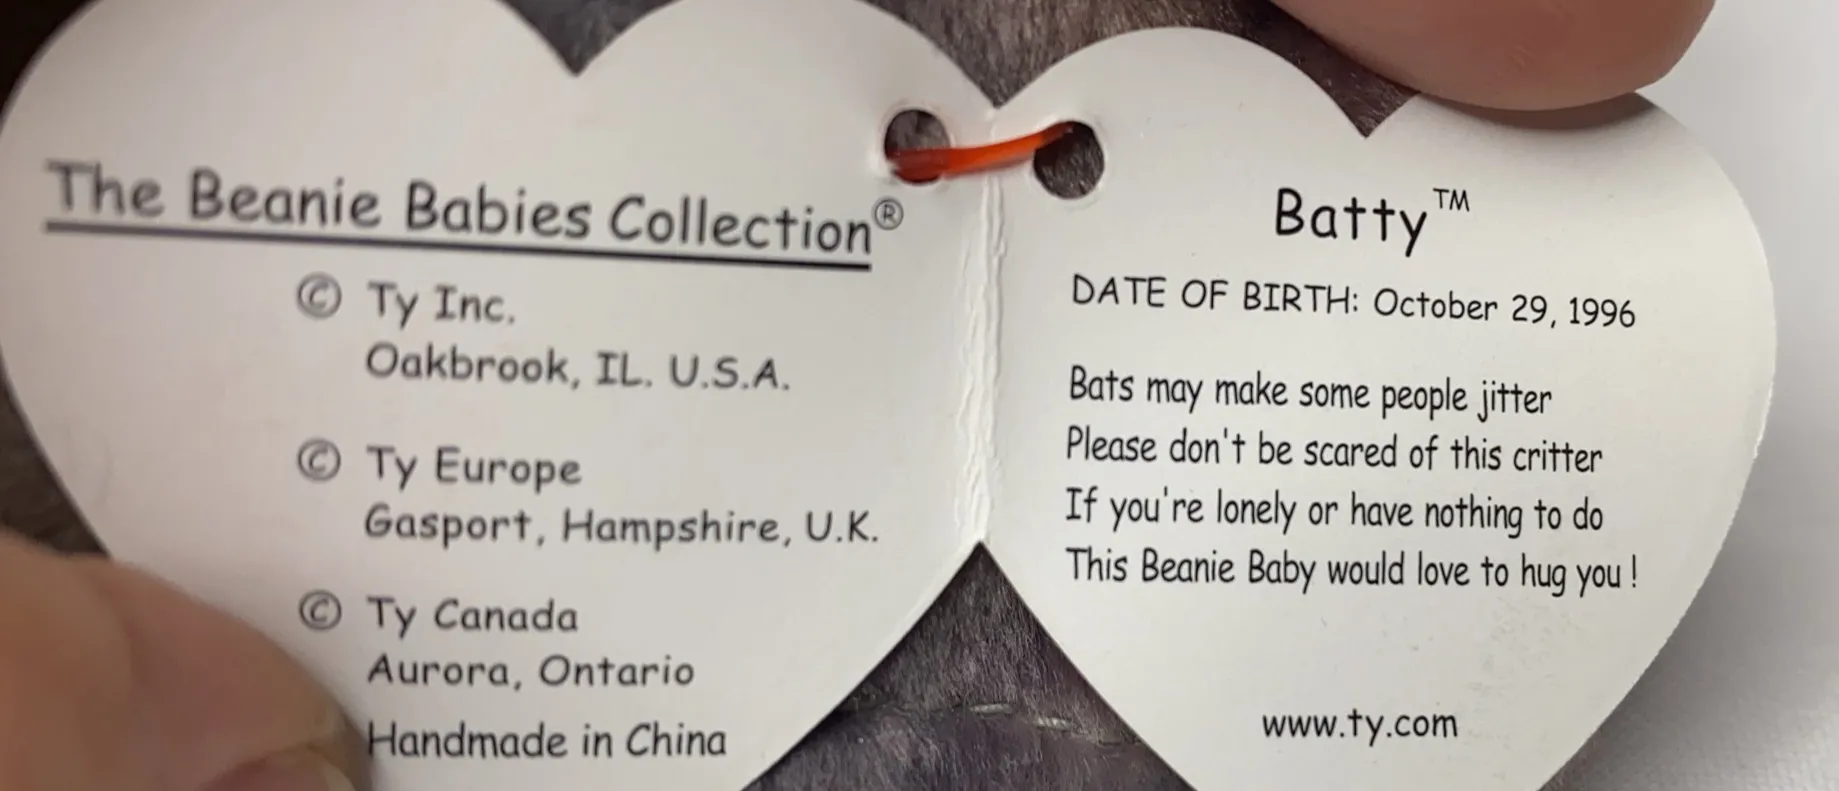 The Beanie Babies Collection®
© Ty Inc.
Oakbrook, IL. U.S.A.
© Ty Europe
Gasport, Hampshire, U.K.
© Ty Canada
Aurora, Ontario
Handmade in China
Batty™
DATE OF BIRTH: October 29, 1996
Bats may make some people jitter
Please don't be scared of this critter
If you're lonely or have nothing to do
This Beanie Baby would love to hug you !
www.ty.com